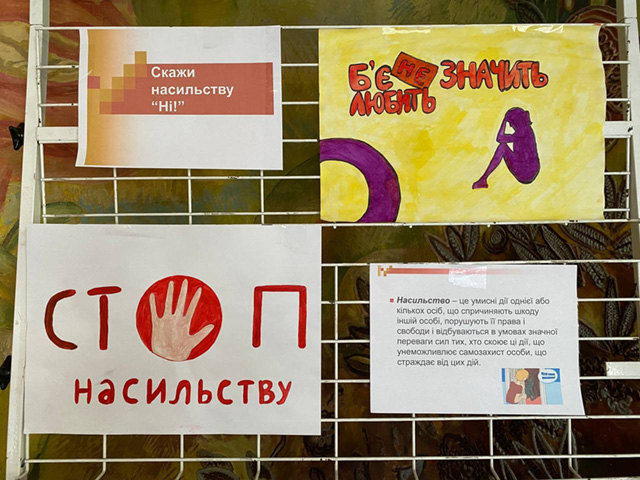 Скажи
насильству
“Ні!”
Б'Є НЕ ЗНАЧИТЬ
ЛЮБИТЬ
СТОП
насильству
Насильство – це умисні дії однієї або
кількох осіб, що спричиняють шкоду
іншій особі, порушують її права і
свободи і відбуваються в умовах значної
переваги сил тих, хто скоює ці дії, що
унеможливлює самозахист особи, що
страждає від цих дій.